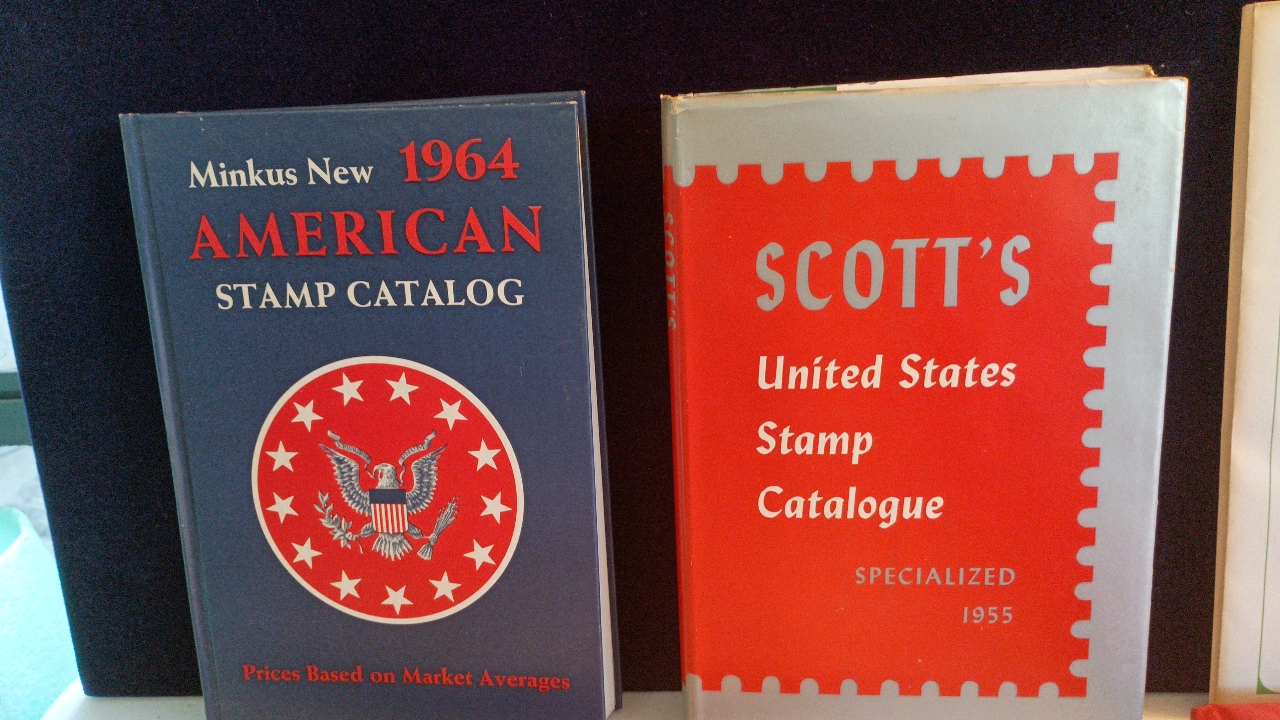 Minkus New 1964
AMERICAN
STAMP CATALOG
Prices Based on Market Averages
SCOTT'S
SCOTT'S
United States
Stamp
Catalogue
SPECIALIZED
1955